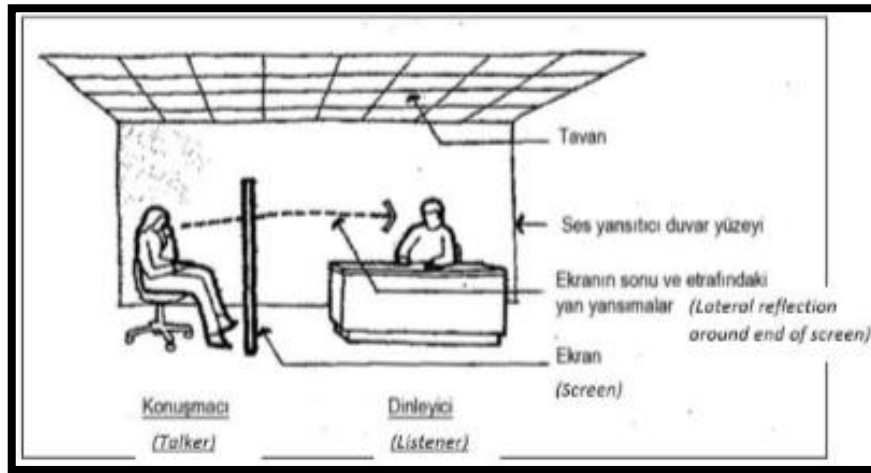 Tavan
Ses yansıtıcı duvar yüzeyi
Ekranın sonu ve etrafındaki
yan yansımalar (Lateral reflection
around end of screen)
Ekran
(Screen)
Konuşmacı Dinleyici
(Talker) (Listener)